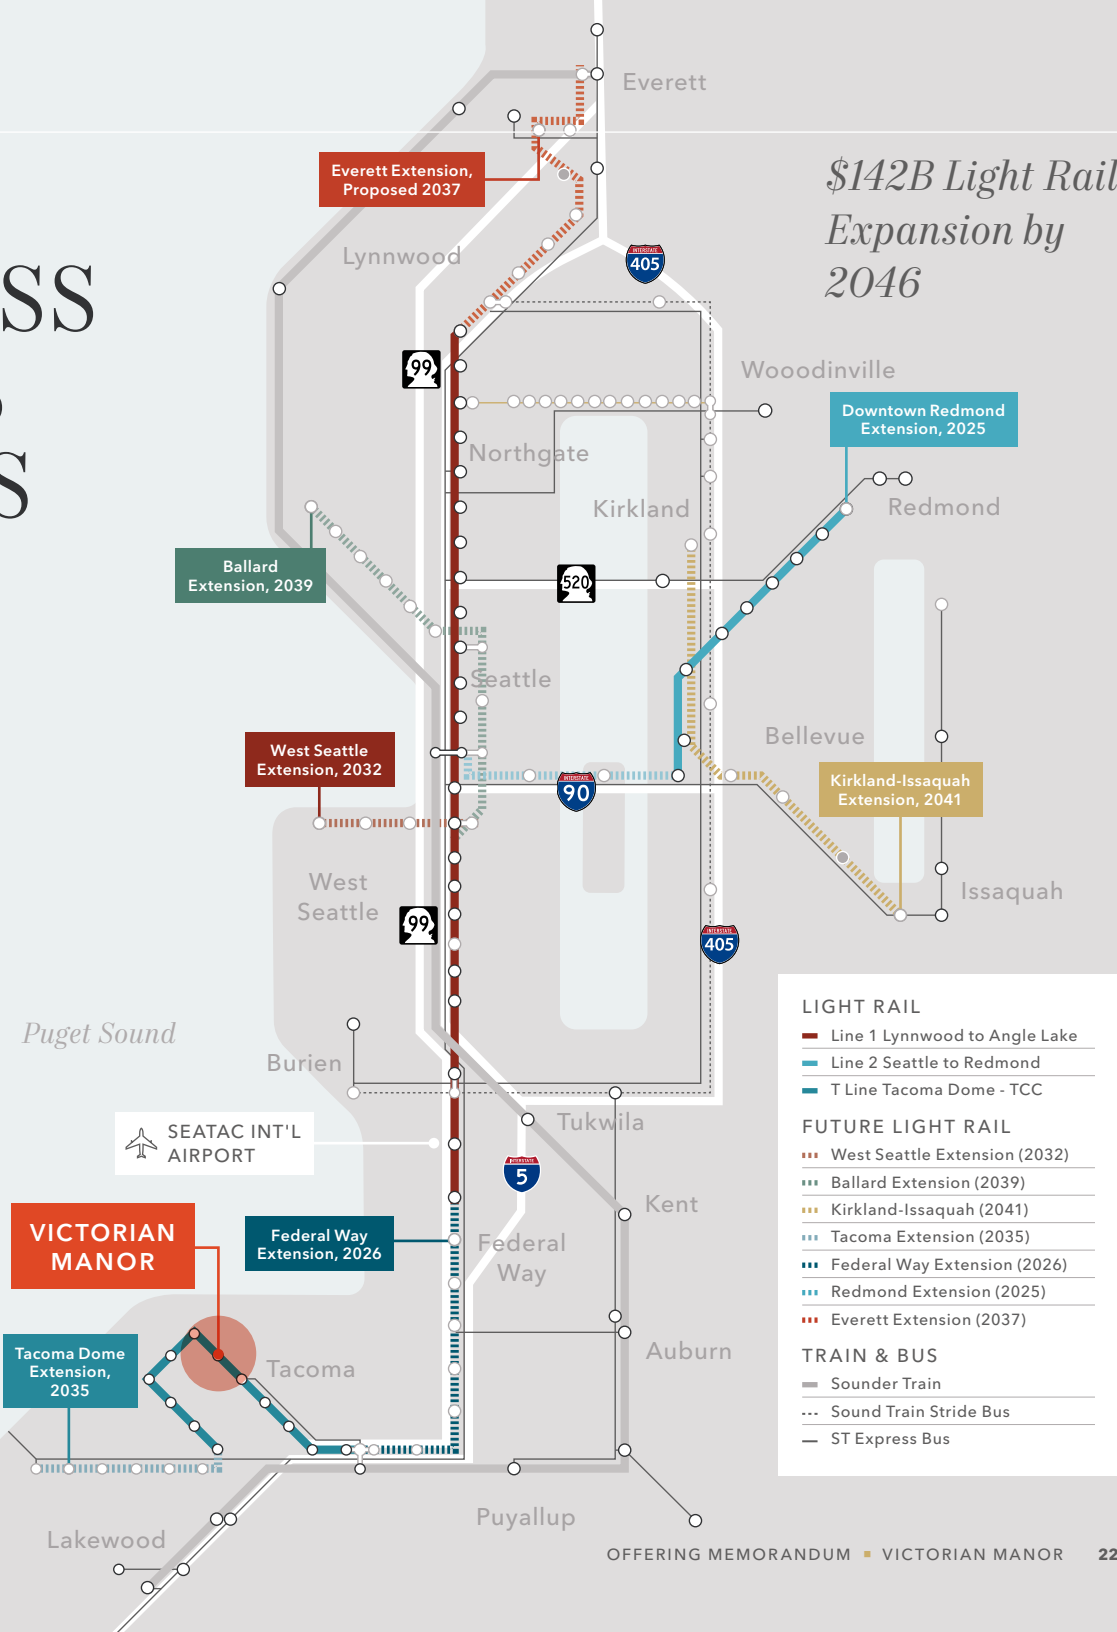 Everett
$142B Light Rail
Expansion by
2046
Everett Extension,
Proposed 2037
Lynnwood
INTERSTATE
405
SS
99
Wooodinville
Downtown Redmond
Extension, 2025
Northgate
S
Kirkland
Redmond
Ballard
Extension, 2039
520
Seattle
West Seattle
Extension, 2032
Bellevue
Kirkland-Issaquah
Extension, 2041
INTERSTATE
90
West
Seattle
Issaquah
99
INTERSTATE
405
Puget Sound
Burien
SEATAC INT'L
AIRPORT
Tukwila
INTERSTATE
5
Kent
VICTORIAN
MANOR
Federal Way
Extension, 2026
Federal
Way
Tacoma Dome
Extension,
2035
Tacoma
Auburn
LIGHT RAIL
Line 1 Lynnwood to Angle Lake
Line 2 Seattle to Redmond
T Line Tacoma Dome - TCC
FUTURE LIGHT RAIL
West Seattle Extension (2032)
Ballard Extension (2039)
Kirkland-Issaquah (2041)
Tacoma Extension (2035)
Federal Way Extension (2026)
Redmond Extension (2025)
Everett Extension (2037)
TRAIN & BUS
Sounder Train
Sound Train Stride Bus
ST Express Bus
Puyallup
Lakewood
OFFERING MEMORANDUM ▪ VICTORIAN MANOR 22